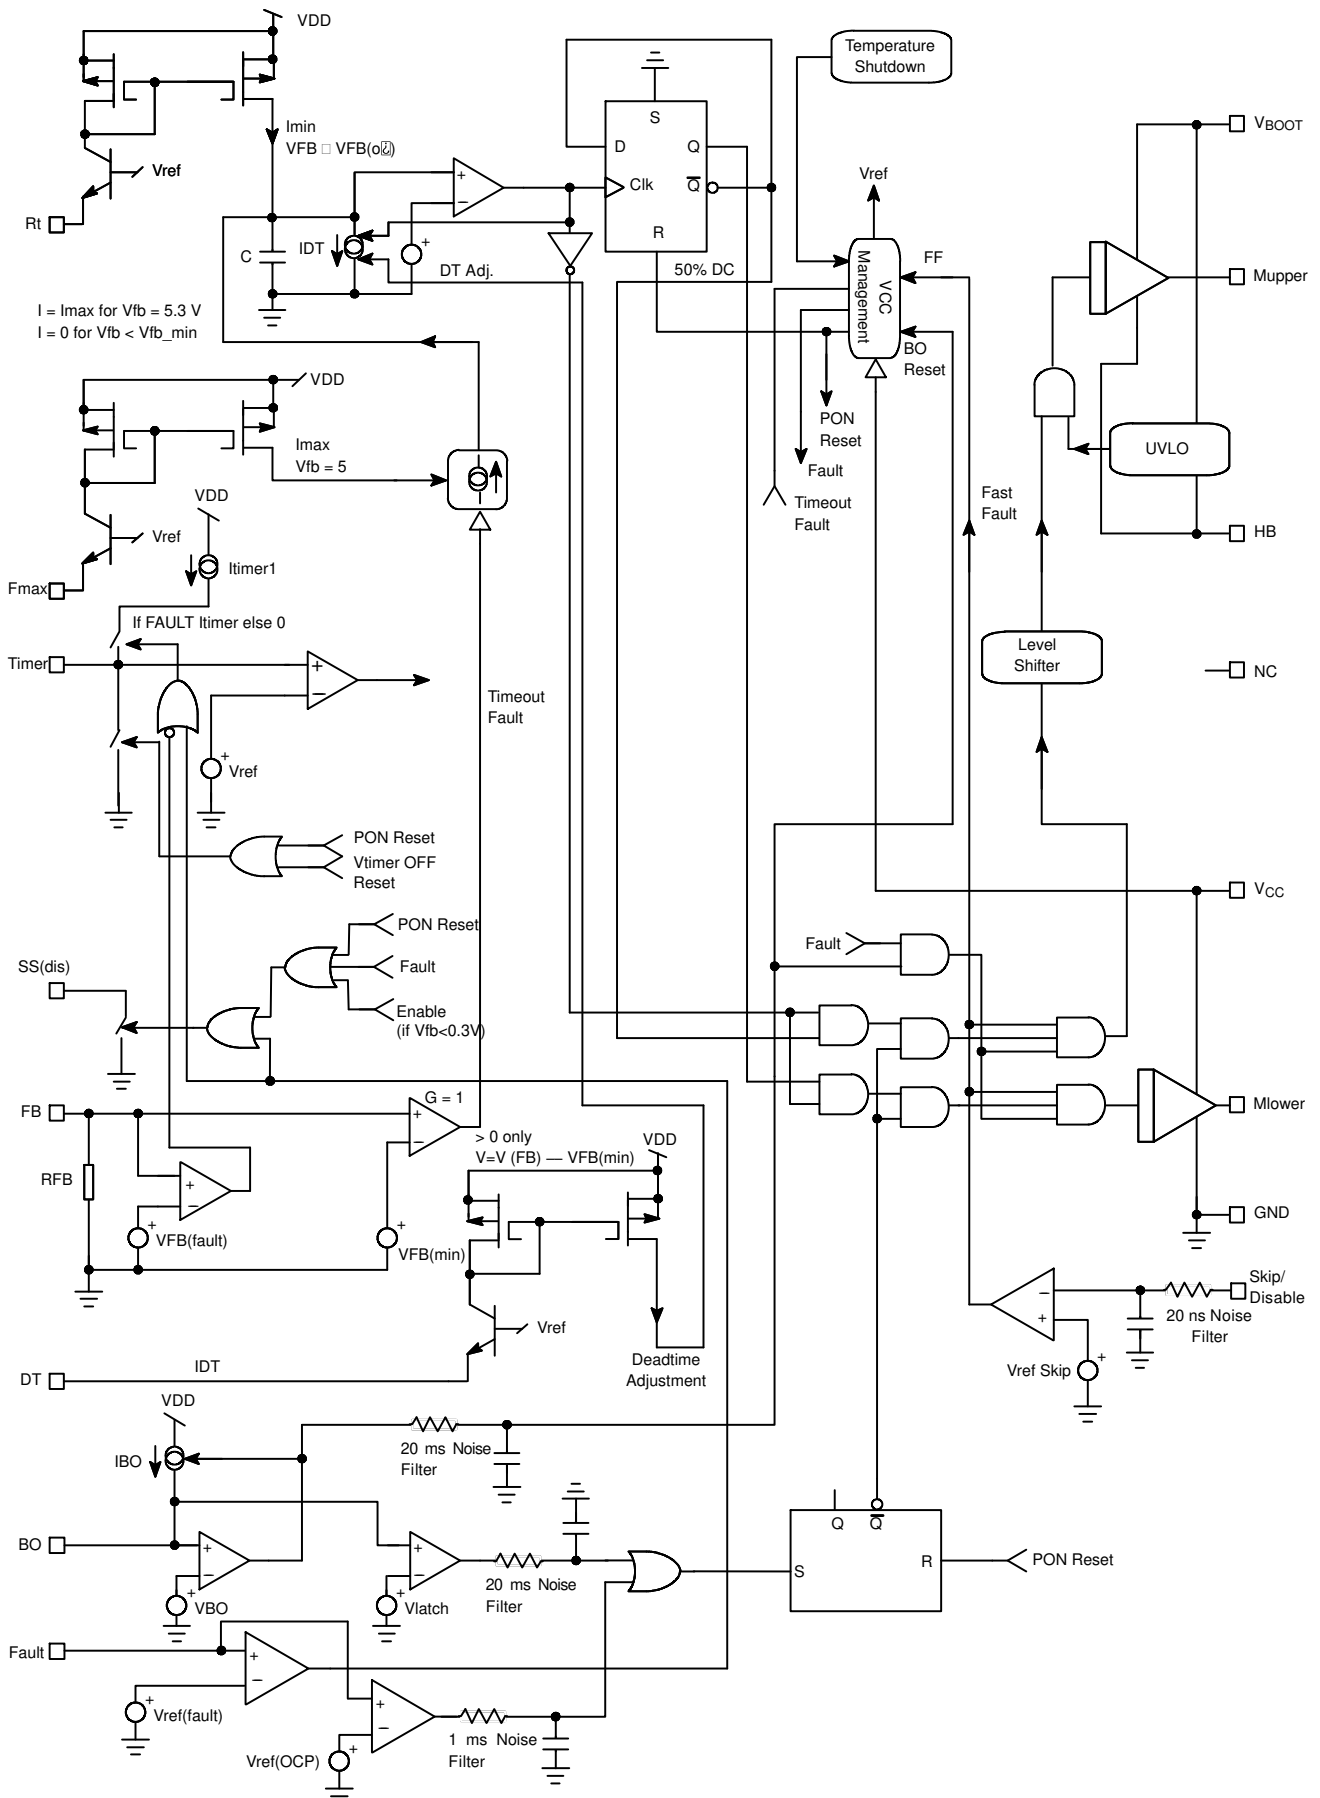 VDD
Temperature
Shutdown
S
Imin
VFB □ VFB(o
D
Q
VBOOT
Vref
+
−
Clk
Q
Vref
Rt
R
C
IDT
+
DT Adj.
50% DC
VCC
Management
FF
Mupper
I = Imax for Vfb = 5.3 V
I = 0 for Vfb < Vfb_min
BO
Reset
VDD
PON
Reset
Imax
Vfb = 5
UVLO
Fault
VDD
Timeout
Fault
Fast
Fault
Vref
HB
Itimer1
Fmax
If FAULT Itimer else 0
Timer
+
−
Level
Shifter
NC
Timeout
Fault
+
Vref
PON Reset
Vtimer OFF
Reset
VCC
PON Reset
Fault
SS(dis)
Fault
Enable
(if Vfb<0.3V)
G = 1
FB
+
−
Mlower
> 0 only
V=V (FB) — VFB(min)
VDD
RFB
+
−
GND
+
VFB(fault)
+
VFB(min)
Skip/
Disable
−
+
20 ns Noise
Filter
Vref
Deadtime
Adjustment
Vref Skip
+
IDT
DT
VDD
IBO
20 ms Noise
Filter
Q
Q
BO
+
−
+
−
S
R
PON Reset
20 ms Noise
Filter
+
VBO
+
Vlatch
Fault
+
−
+
Vref(fault)
+
−
1 ms Noise
Filter
Vref(OCP)
+